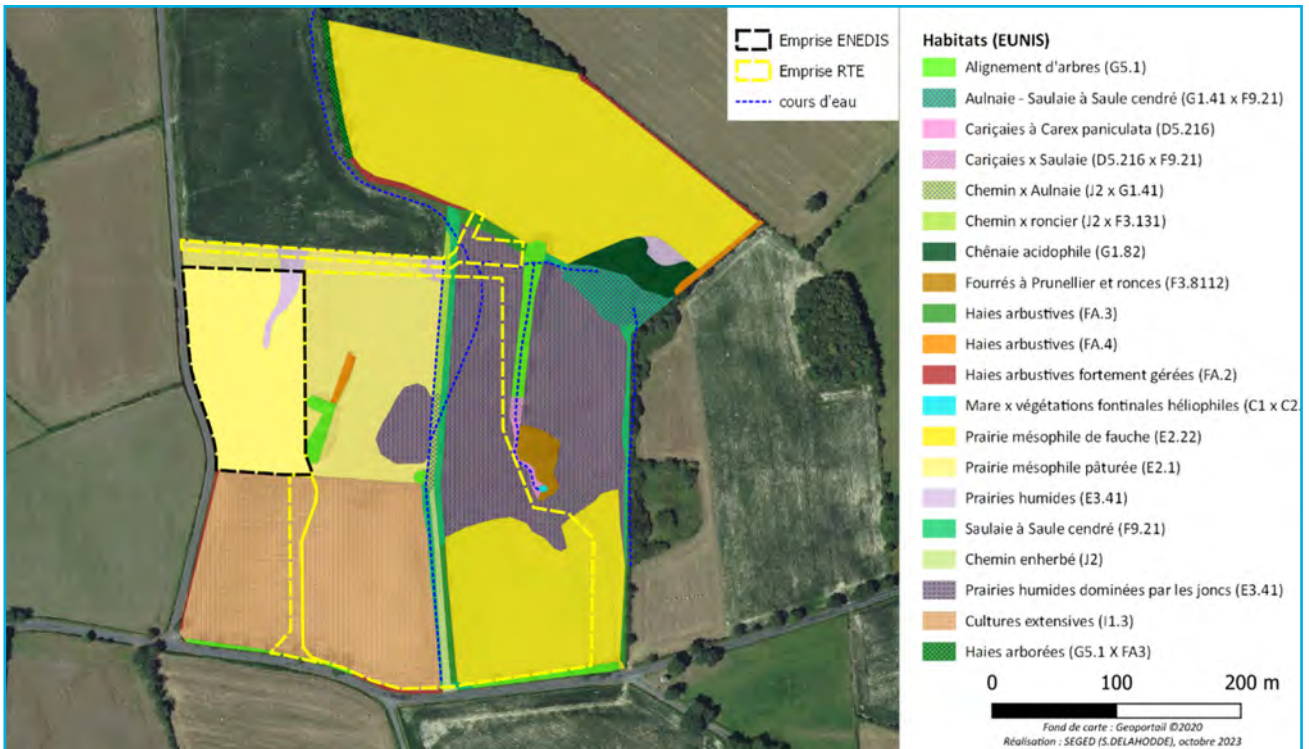 Emprise ENEDIS
Emprise RTE
cours d'eau
Habitats (EUNIS)
Alignement d'arbres (G5.1)
Aulnaie - Saulaie à Saule cendré (G1.41 x F9.21)
Cariçaies à Carex paniculata (D5.216)
Cariçaies x Saulaie (D5.216 x F9.21)
Chemin x Aulnaie (J2 x G1.41)
Chemin x roncier (J2 x F3.131)
Chênaie acidophile (G1.82)
Fourrés à Prunellier et ronces (F3.8112)
Haies arbustives (FA.3)
Haies arbustives (FA.4)
Haies arbustives fortement gérées (FA.2)
Mare x végétations fontinales héliophiles (C1 x C2.
Prairie mésophile de fauche (E2.22)
Prairie mésophile pâturée (E2.1)
Prairies humides (E3.41)
Saulaie à Saule cendré (F9.21)
Chemin enherbé (J2)
Prairies humides dominées par les joncs (E3.41)
Cultures extensives (I1.3)
Haies arborées (G5.1 X FA3)
0 100 200 m
Fond de carte : Geoportail ©2020
Réalisation : SEGED (S.DELAHODDE), octobre 2023